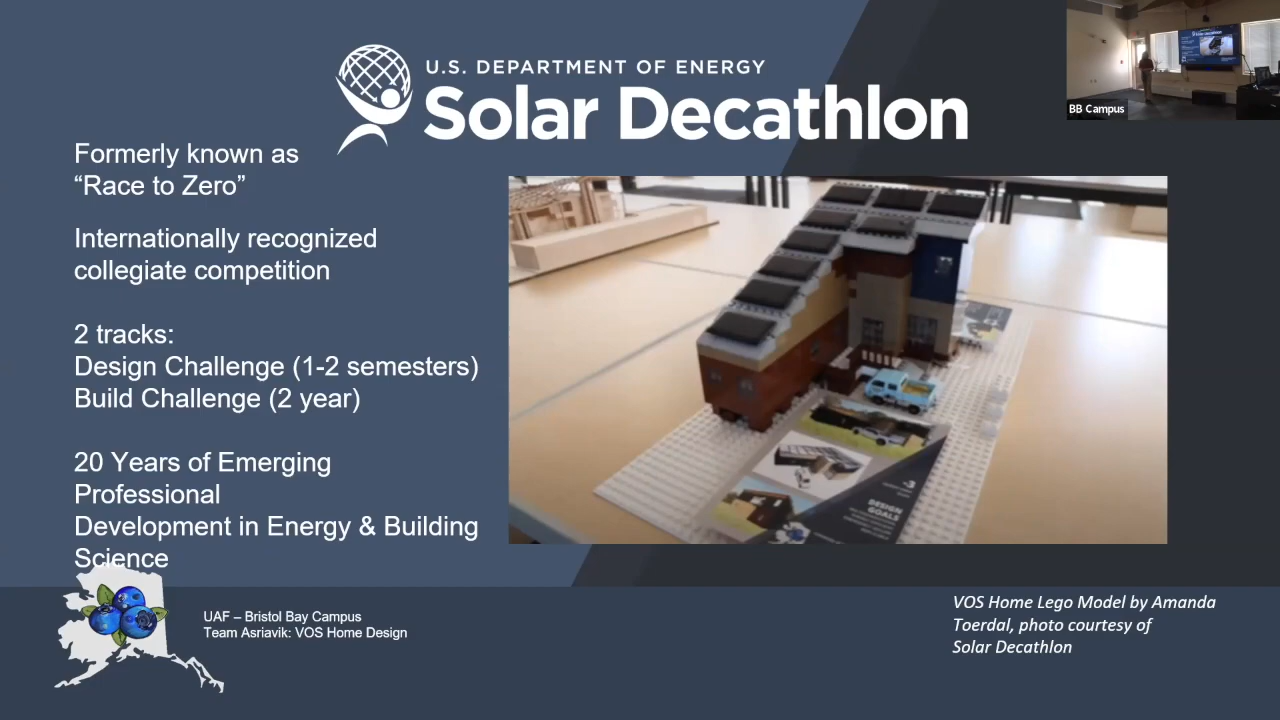 U.S. DEPARTMENT OF ENERGY
Solar Decathlon
BB Campus
Formerly known as
“Race to Zero”
Internationally recognized
collegiate competition
2 tracks:
Design Challenge (1-2 semesters)
Build Challenge (2 year)
20 Years of Emerging
Professional
Development in Energy & Building
Science
DESIGN
GOALS
UAF – Bristol Bay Campus
Team Asriavik: VOS Home Design
VOS Home Lego Model by Amanda
Toerdal, photo courtesy of
Solar Decathlon